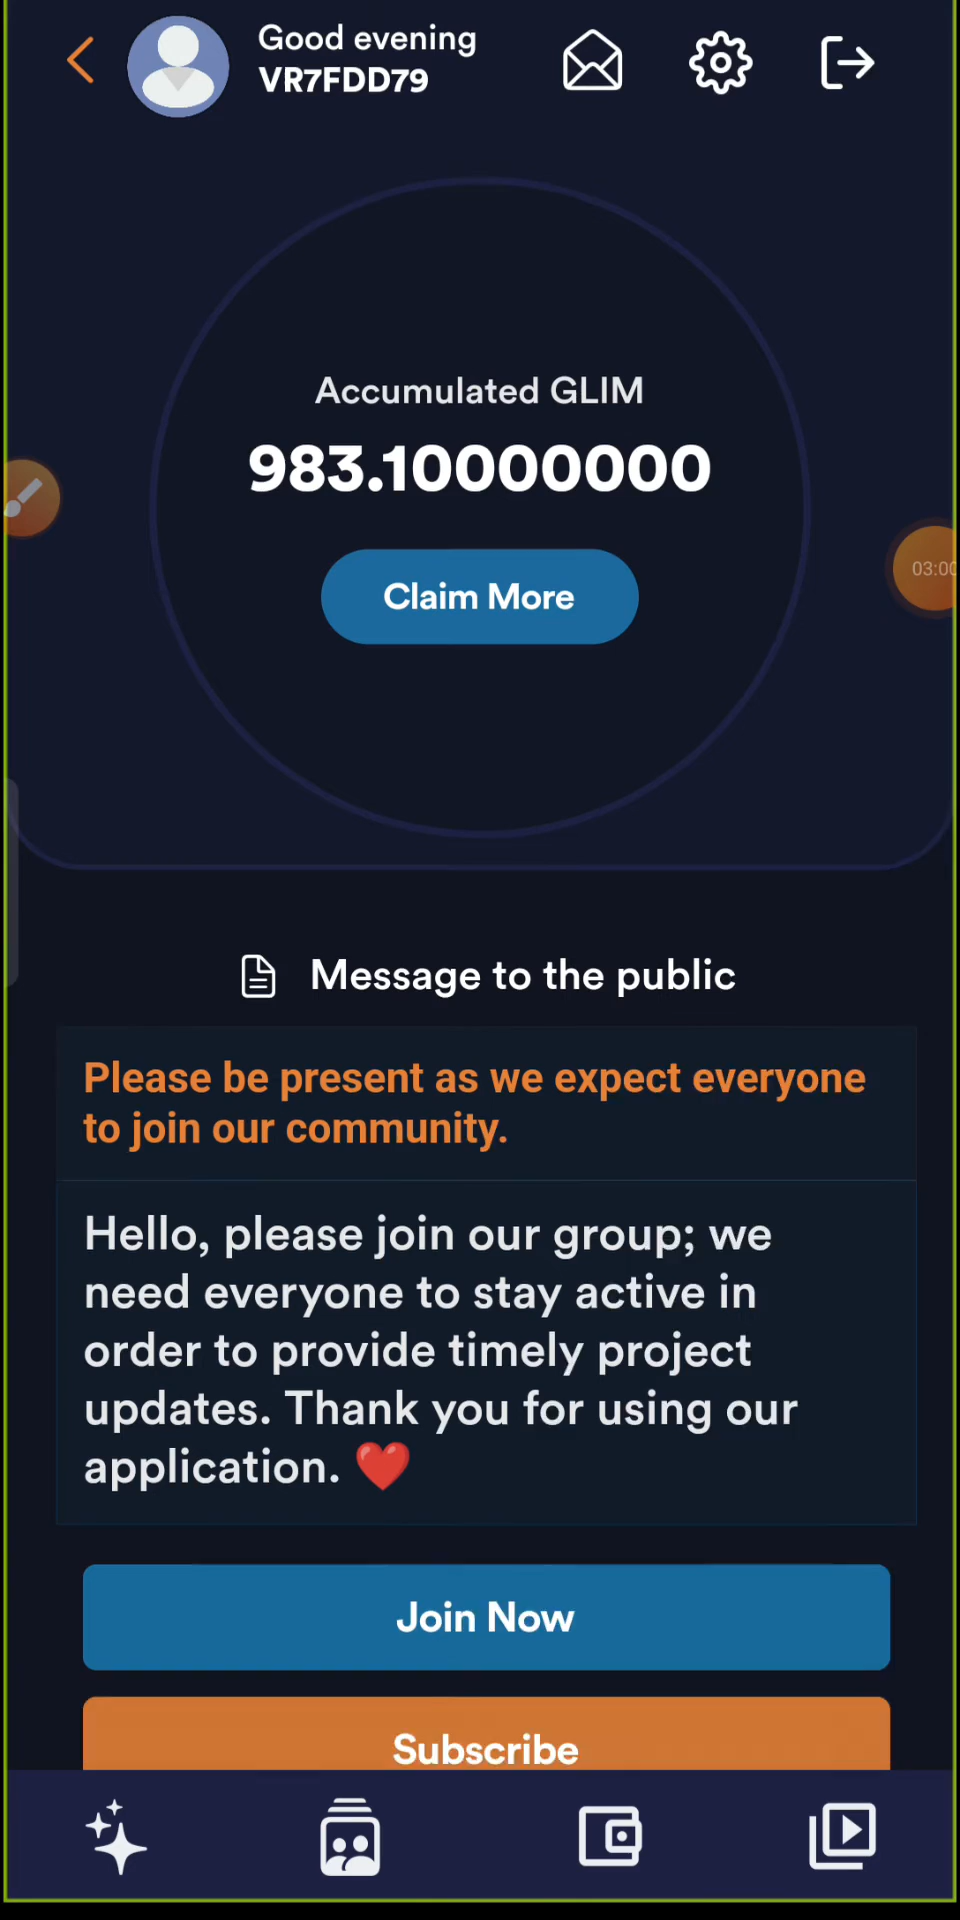 Good evening
VR7FDD79
Accumulated GLIM
983.10000000
Claim More
03:00
Message to the public
Please be present as we expect everyone
to join our community.
Hello, please join our group; we
need everyone to stay active in
order to provide timely project
updates. Thank you for using our
application. ❤️
Join Now
Subscribe